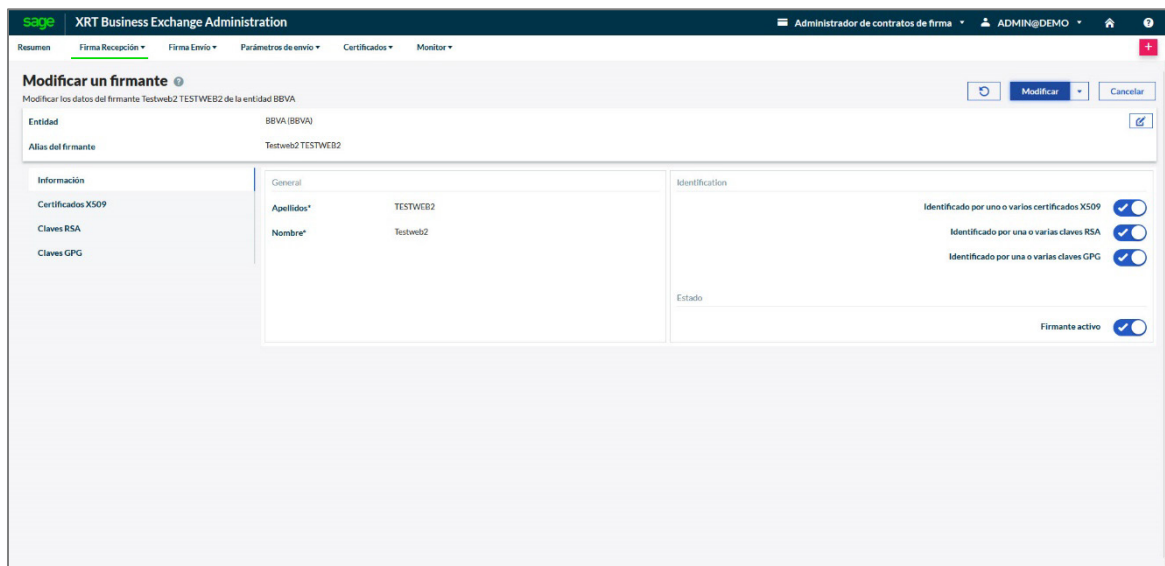 sage XRT Business Exchange Administration Administrador de contratos de firma ADMIN@DEMO
Resumen Firma Recepción Firma Envío Parámetros de envío Certificados Monitor +
Modificar un firmante ?
Modificar Cancelar
Modificar los datos del firmante Testweb2 TESTWEB2 de la entidad BBVA
Entidad BBVA (BBVA)
Alias del firmante Testweb2 TESTWEB2
Información
Certificados X509
Claves RSA
Claves GPG
General
Apellidos* TESTWEB2
Nombre* Testweb2
Identification
Identificado por uno o varios certificados X509
Identificado por una o varias claves RSA
Identificado por una o varias claves GPG
Estado
Firmante activo